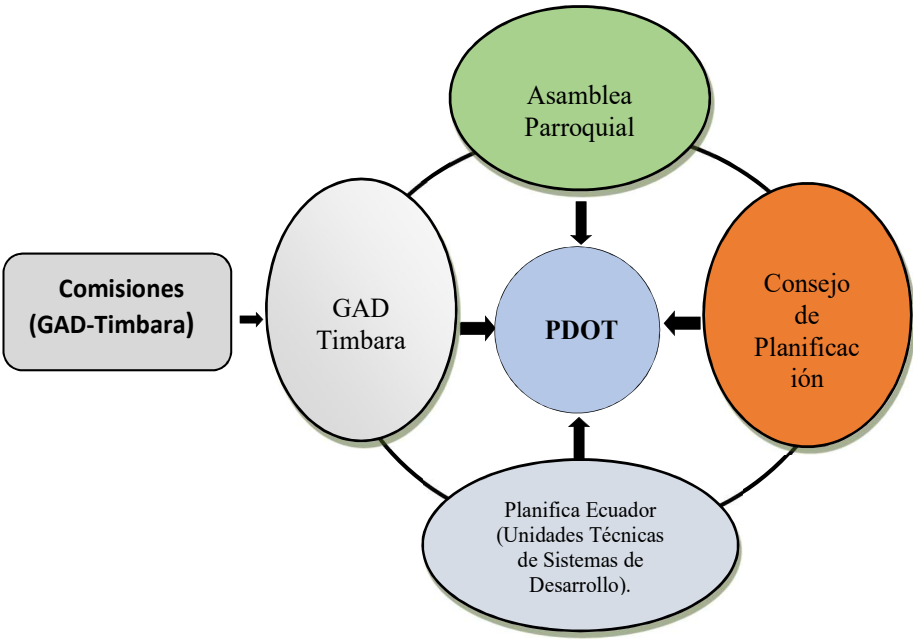 Asamblea
Parroquial
Comisiones
(GAD-Timbara)
GAD
Timbara
PDOT
Consejo
de
Planificac
ión
Planifica Ecuador
(Unidades Técnicas
de Sistemas de
Desarrollo).